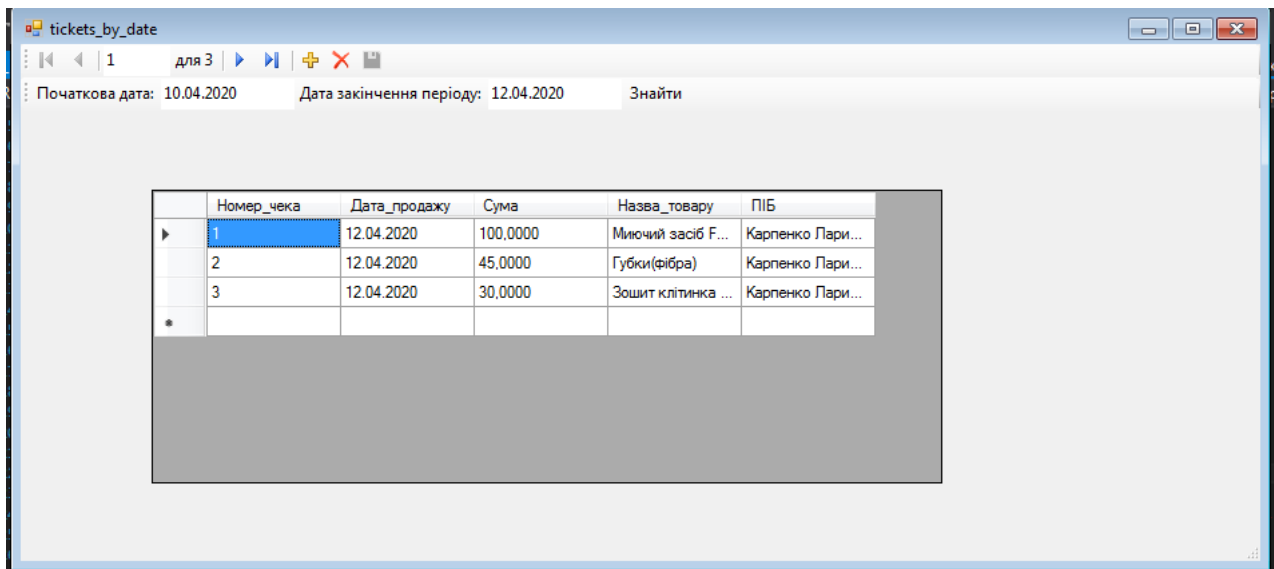 tickets_by_date
1 для 3
Початкова дата: 10.04.2020 Дата закінчення періоду: 12.04.2020 Знайти
Номер_чека Дата_продажу Сума Назва_товару ПІБ
1 12.04.2020 100,0000 Миючий засіб F... Карпенко Лари...
2 12.04.2020 45,0000 Губки(фібра) Карпенко Лари...
3 12.04.2020 30,0000 Зошит клітинка ... Карпенко Лари...